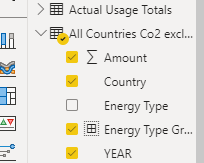 Actual Usage Totals
All Countries Co2 excl...
Amount
Country
Energy Type
Energy Type Gr...
YEAR